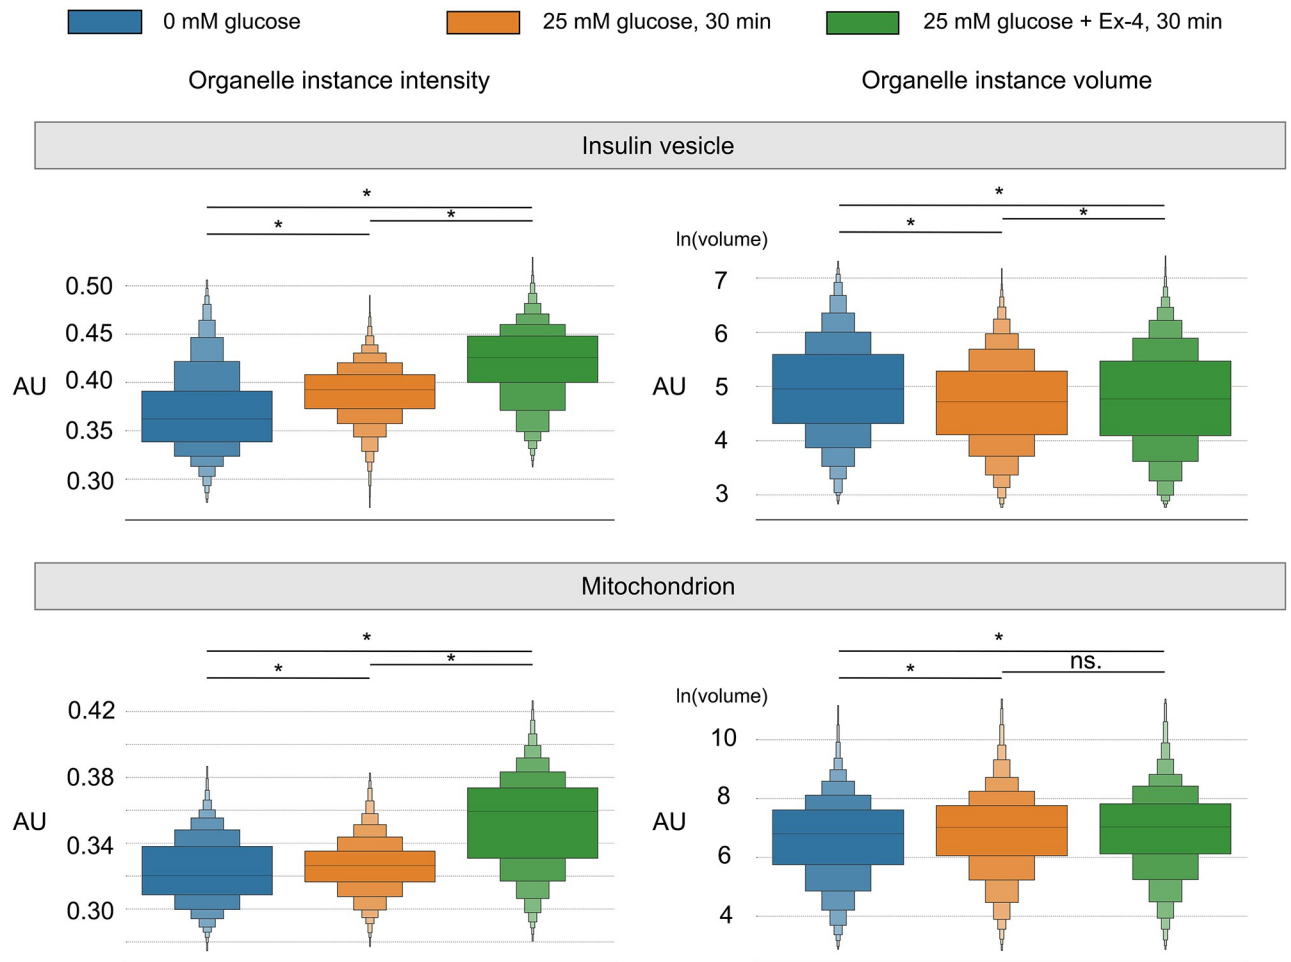 0 mM glucose
25 mM glucose, 30 min
25 mM glucose + Ex-4, 30 min
Organelle instance intensity
Organelle instance volume
Insulin vesicle
*
*
*
0.50
0.45
0.40
0.35
0.30
AU
*
*
*
ln(volume)
7
6
5
4
3
AU
Mitochondrion
*
*
*
0.42
0.38
0.34
0.30
AU
*
*
ns.
ln(volume)
10
8
6
4
AU